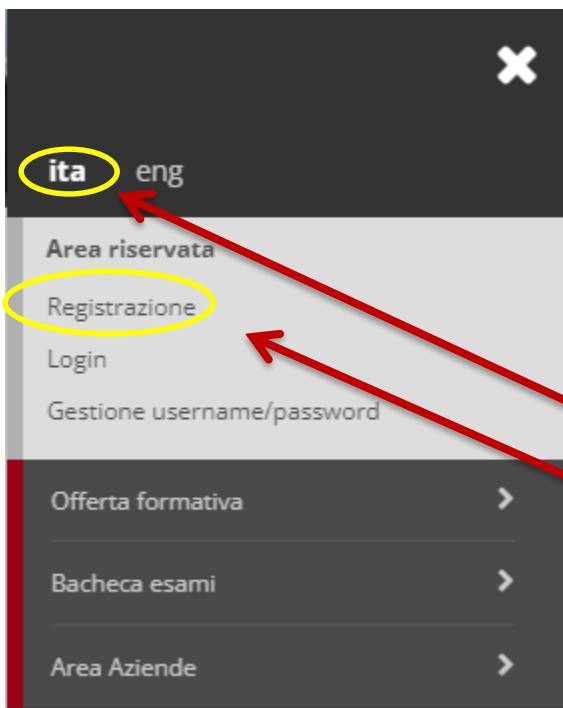 ita eng
Area riservata
Registrazione
Login
Gestione username/password
Offerta formativa
Bacheca esami
Area Aziende